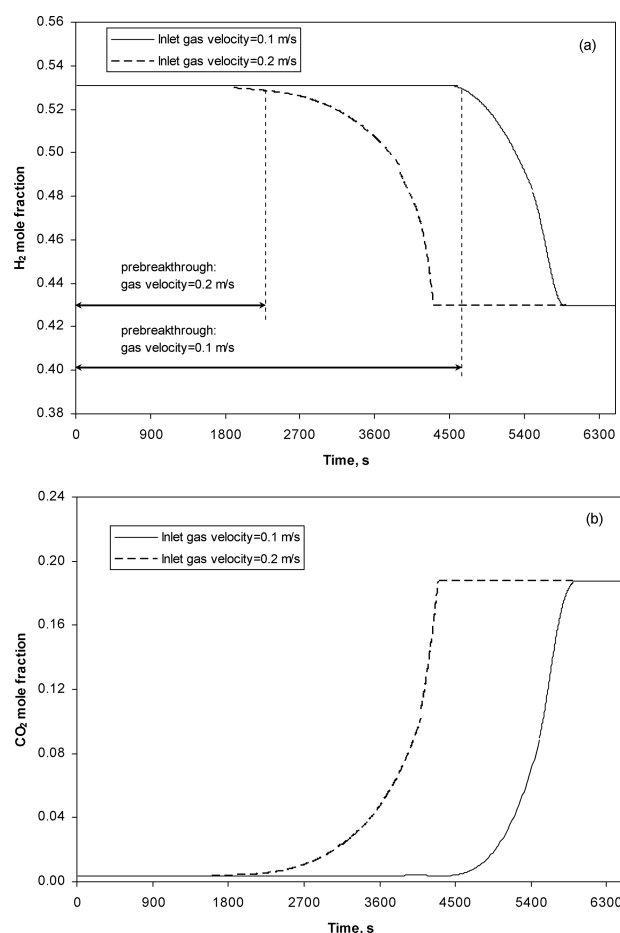 0.56
Inlet gas velocity=0.1 m/s
(a)
Inlet gas velocity=0.2 m/s
0.54
0.52
0.50
0.48
H2 mole fraction
0.46
0.44
prebreakthrough:
gas velocity=0.2 m/s
0.42
prebreakthrough:
gas velocity=0.1 m/s
0.40
0.38
0 900 1800 2700 3600 4500 5400 6300
Time, s
0.24
(b)
Inlet gas velocity=0.1 m/s
Inlet gas velocity=0.2 m/s
0.20
0.16
0.12
CO2 mole fraction
0.08
0.04
0.00
0 900 1800 2700 3600 4500 5400 6300
Time, s